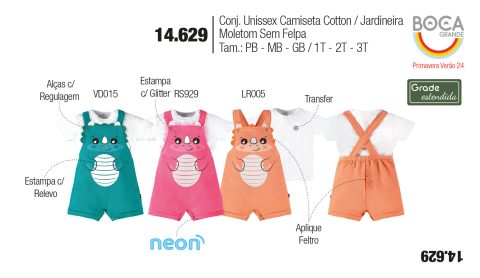 14.629
Conj. Unissex Camiseta Cotton / Jardineira
Moletom Sem Felpa
Tam.: PB - MB - GB / 1T - 2T - 3T
BOCA
GRANDE
Primavera Verão 24
Grade
estendida
Alças c/
Regulagem
VD015
Estampa
c/ Glitter
RS929
LR005
Transfer
Estampa c/
Relevo
neon
Aplique
Feltro
14.629